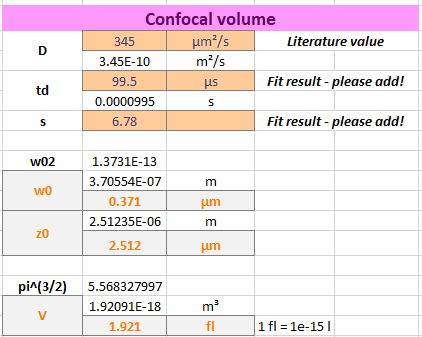 Confocal volume
D 345 µm²/s Literature value
3.45E-10 m²/s
td 99.5 µs Fit result - please add!
0.0000995 s
s 6.78 Fit result - please add!
w02 1.3731E-13
w0 3.70554E-07 m
0.371 µm
z0 2.51235E-06 m
2.512 µm
pi^(3/2) 5.568327997
V 1.92091E-18 m³
1.921 fl 1 fl = 1e-15 l